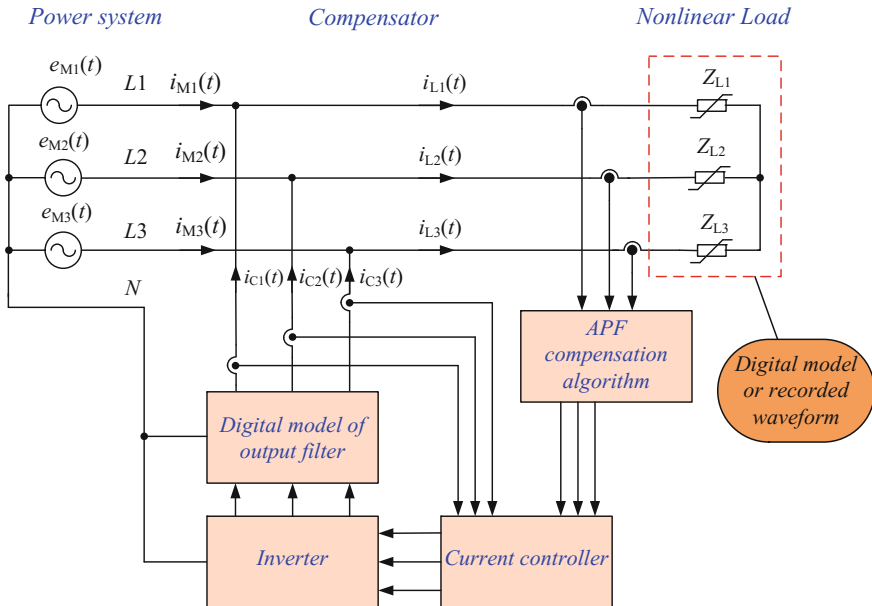 Power system
Compensator
Nonlinear Load
eM1(t)
L1
iM1(t)
iL1(t)
ZL1
eM2(t)
L2
iM2(t)
iL2(t)
ZL2
eM3(t)
L3
iM3(t)
iL3(t)
ZL3
N
iC1(t)
iC2(t)
iC3(t)
APF
compensation
algorithm
Digital model
or recorded
waveform
Digital model of
output filter
Inverter
Current controller